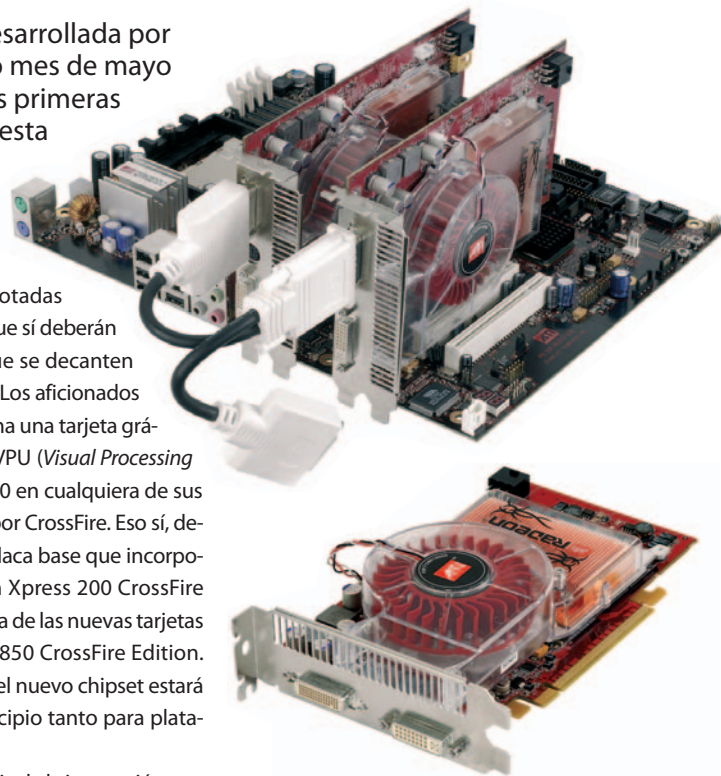 esarrollada por
o mes de mayo
s primeras
esta
otadas
ue sí deberán
ue se decanten
Los aficionados
na una tarjeta grá-
VPU (Visual Processing
0 en cualquiera de sus
por CrossFire. Eso sí, de-
laca base que incorpo-
n Xpress 200 CrossFire
a de las nuevas tarjetas
850 CrossFire Edition.
el nuevo chipset estará
cipio tanto para plata-
RADEON